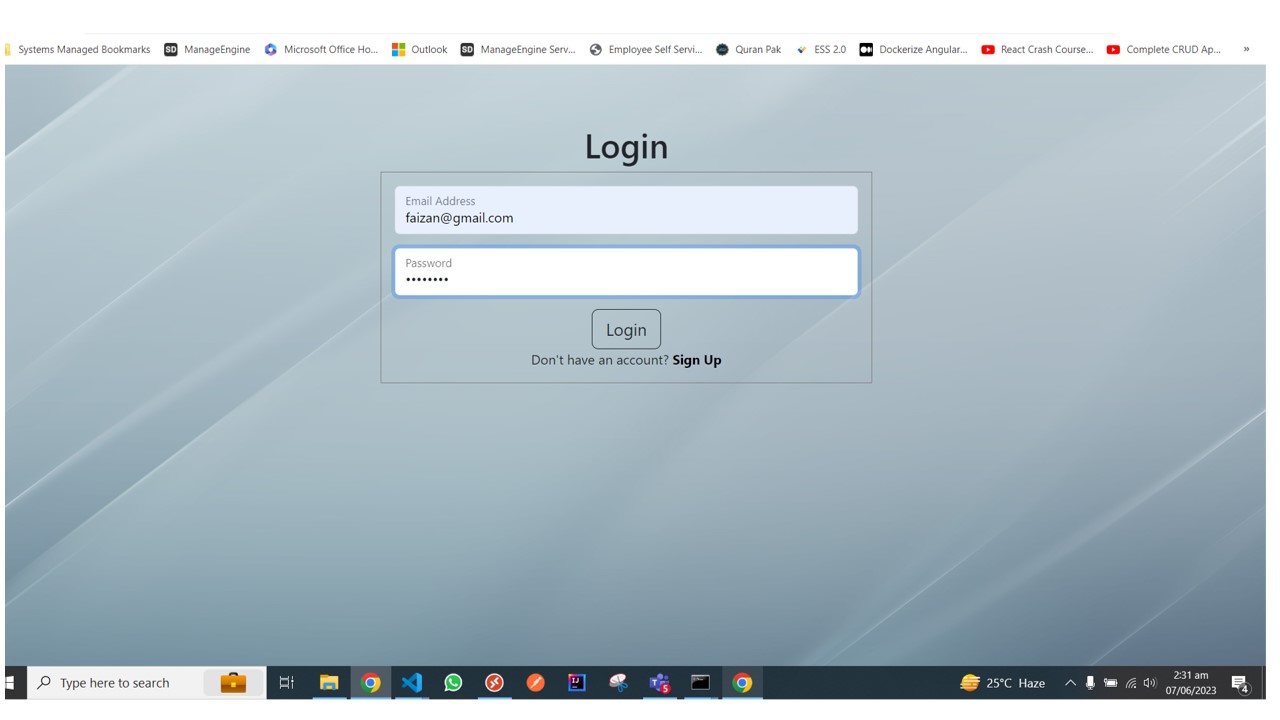 Systems Managed Bookmarks SD ManageEngine Microsoft Office Ho... Outlook SD ManageEngine Serv... Employee Self Servi... Quran Pak ESS 2.0 Dockerize Angular... React Crash Course... Complete CRUD Ap... »
Login
Email Address
faizan@gmail.com
Password
••••••••
Login
Don't have an account? Sign Up
Type here to search
25°C Haze
2:31 am
07/06/2023
4
5